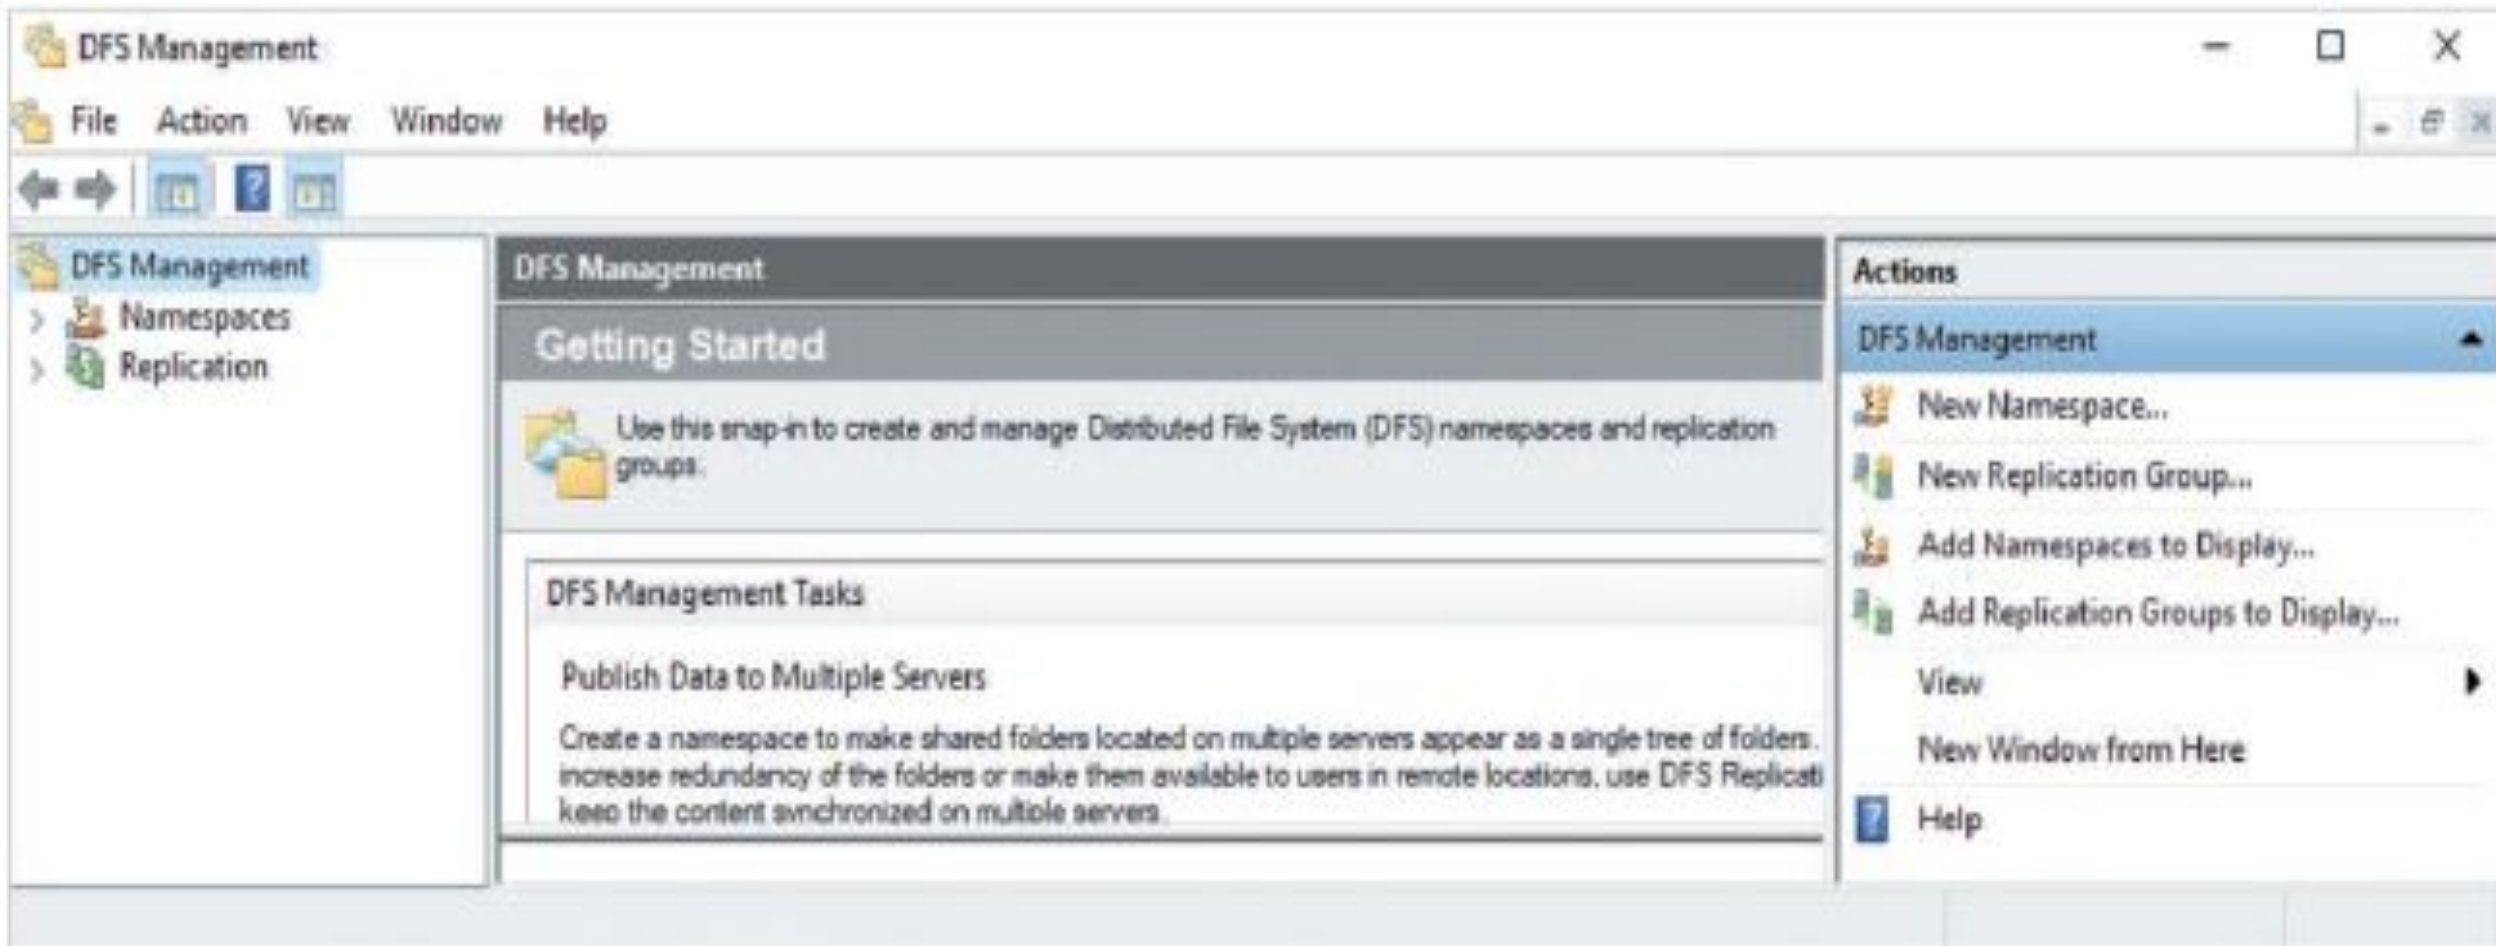 DFS Management
File Action View Window Help
DFS Management
Namespaces
Replication
DFS Management
Getting Started
Use this snap-in to create and manage Distributed File System (DFS) namespaces and replication
groups.
DFS Management Tasks
Publish Data to Multiple Servers
Create a namespace to make shared folders located on multiple servers appear as a single tree of folders.
increase redundancy of the folders or make them available to users in remote locations, use DFS Replicati
keep the content synchronized on multiple servers.
Actions
DFS Management
New Namespace...
New Replication Group...
Add Namespaces to Display...
Add Replication Groups to Display...
View
New Window from Here
Help